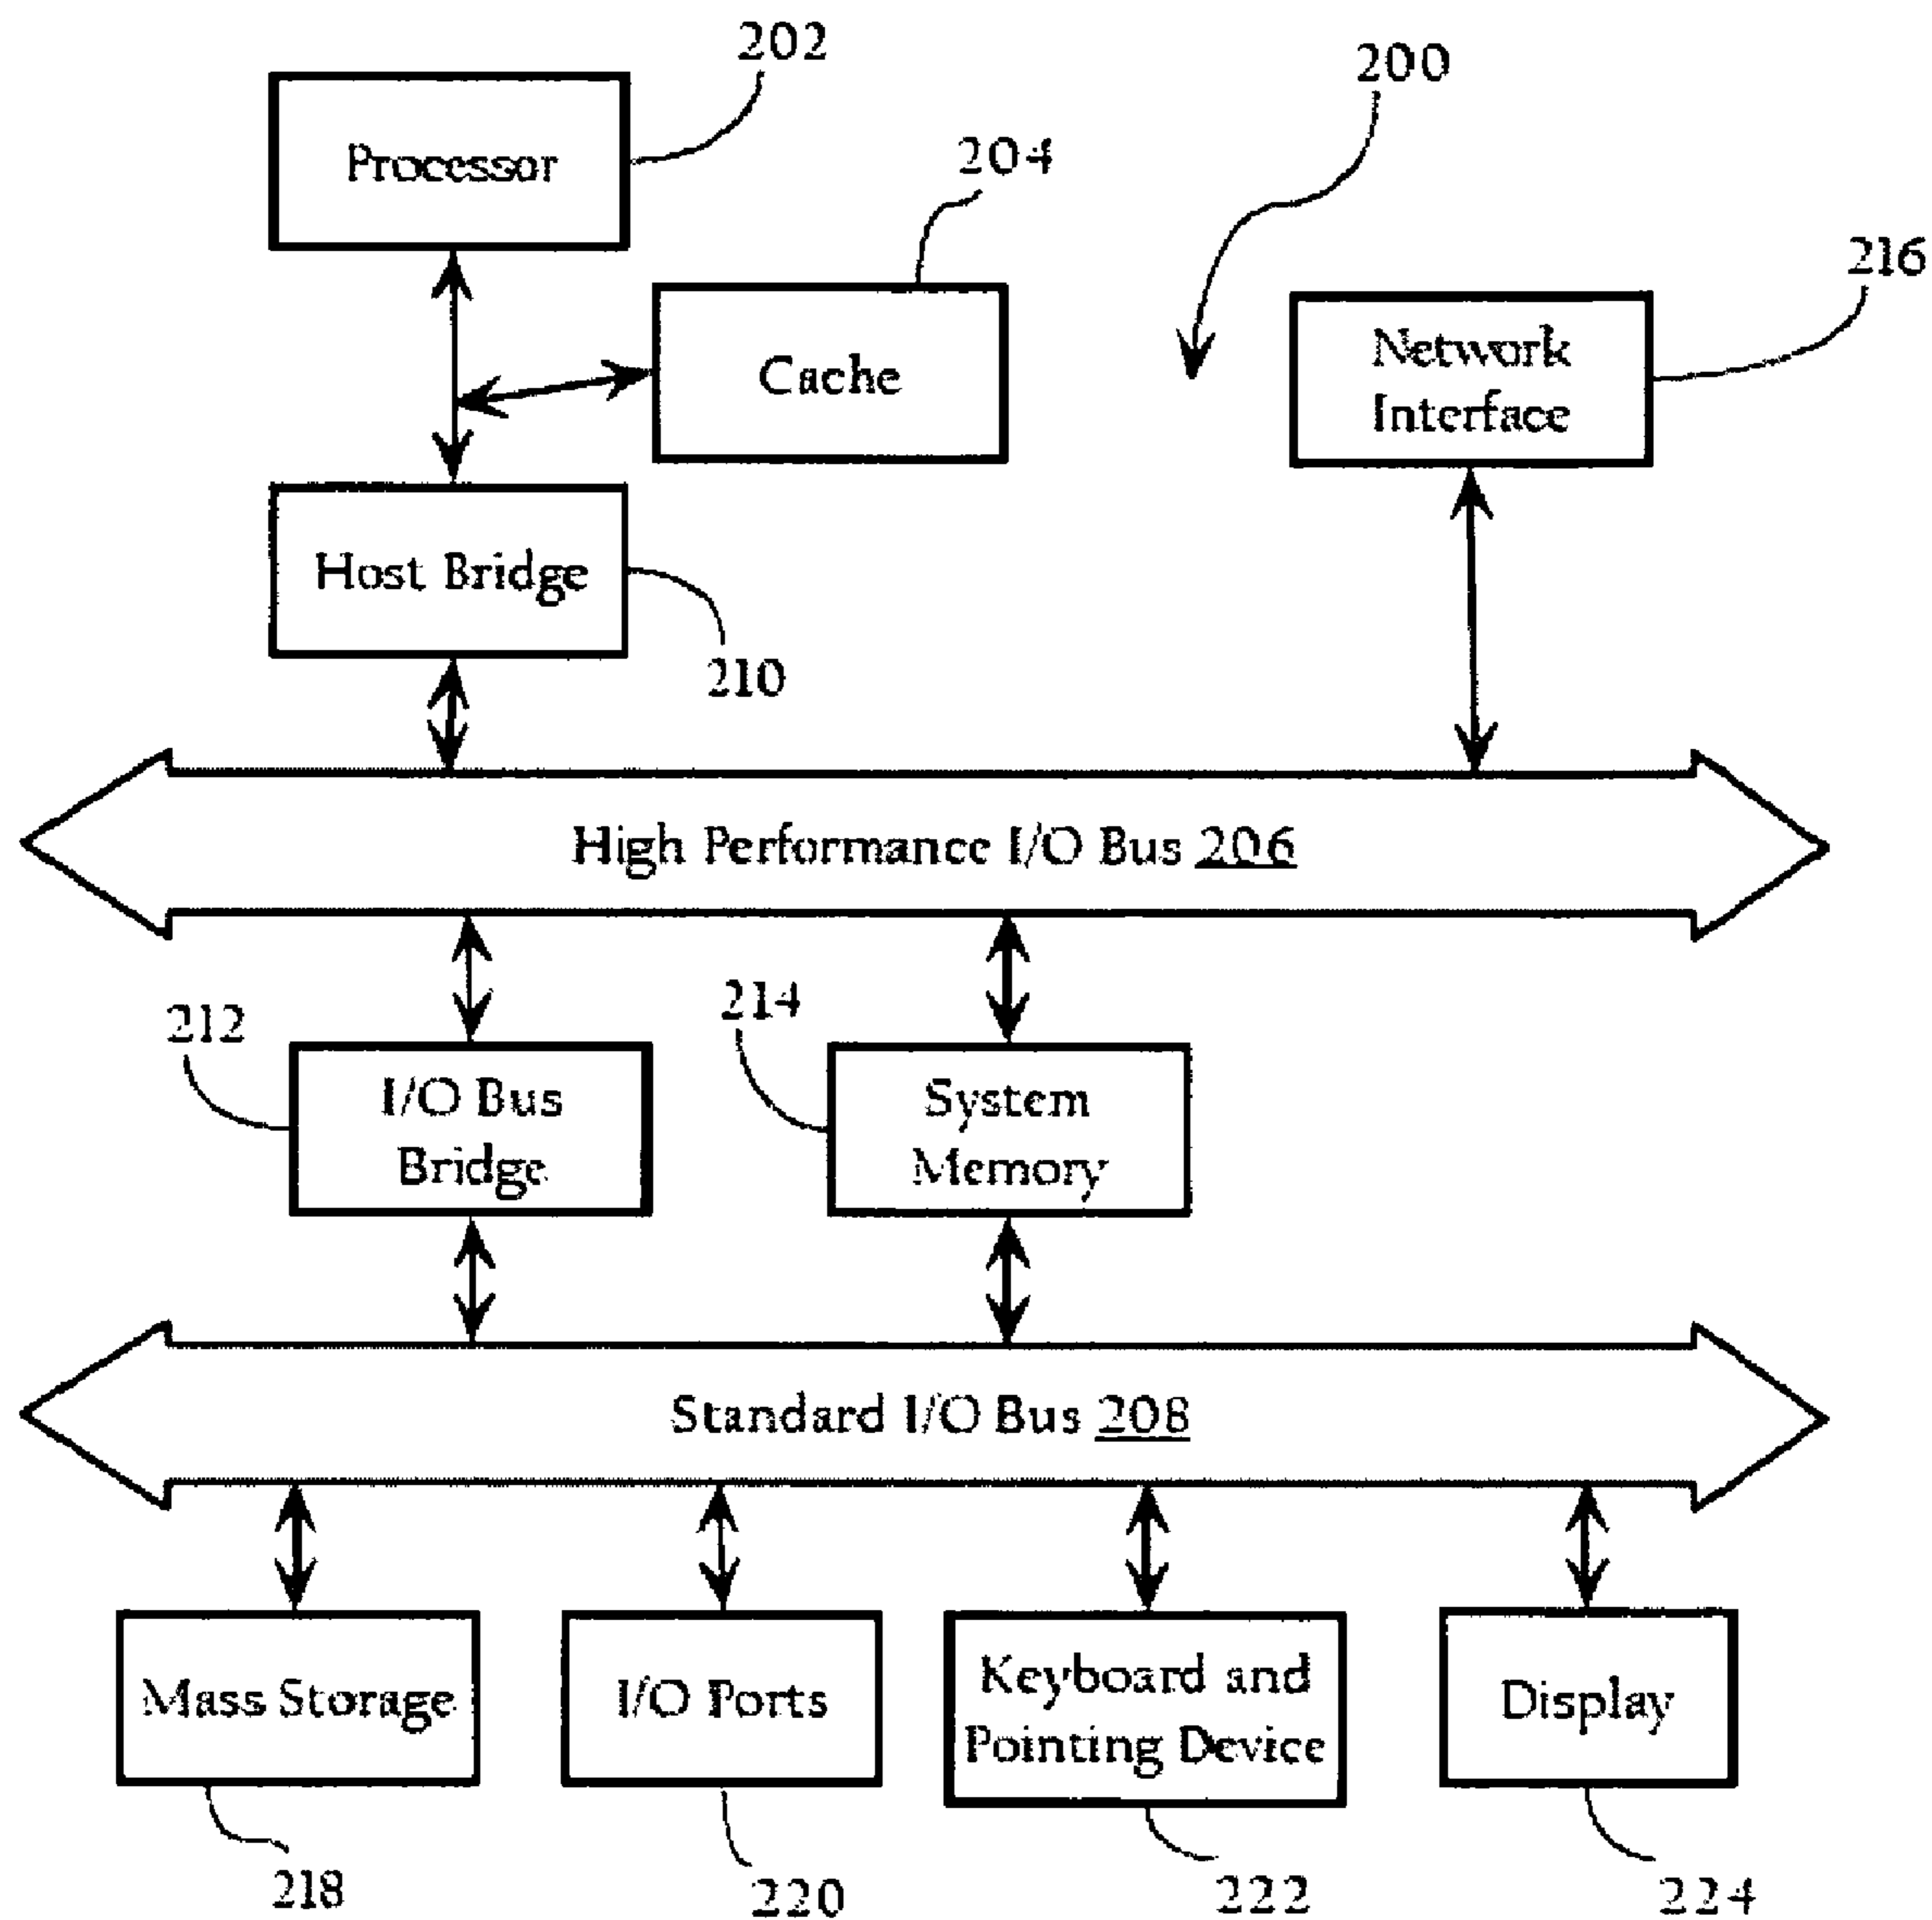 202
200
Processor
204
216
Cache
Network
Interface
Host Bridge
210
High Performance I/O Bus 206
212
214
I/O Bus
Bridge
System
Memory
Standard I/O Bus 208
Mass Storage
I/O Ports
Keyboard and
Pointing Device
Display
218
220
222
224